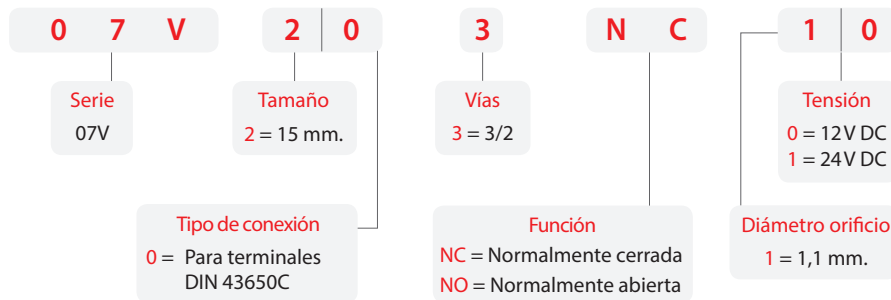 0 7 V 2 0 3 N C 1 0
Serie
07V
Tamaño
2 = 15 mm.
Vías
3 = 3/2
Tensión
0 = 12 V DC
1 = 24 V DC
Tipo de conexión
0 = Para terminales
DIN 43650C
Función
NC = Normalmente cerrada
NO = Normalmente abierta
Diámetro orificio
1 = 1,1 mm.